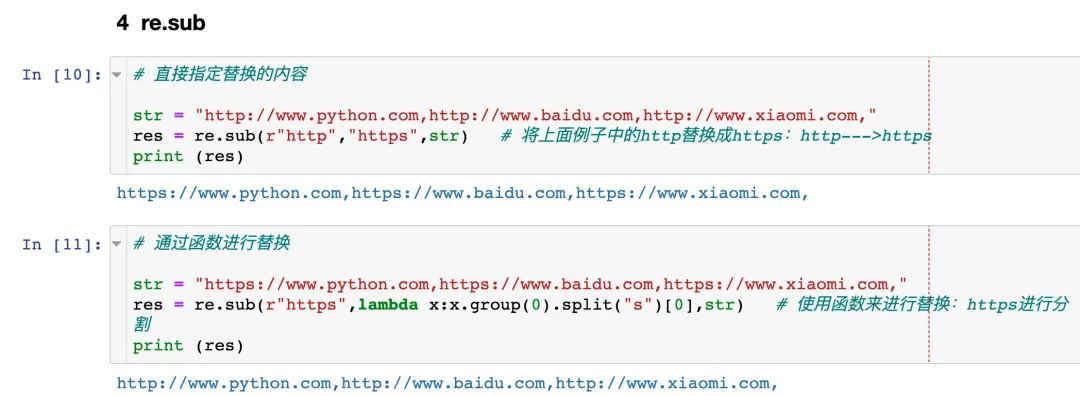 4 re.sub
In [10]:
# 直接指定替换的内容
str = "http://www.python.com,http://www.baidu.com,http://www.xiaomi.com,"
res = re.sub(r"http","https",str)   # 将上面例子中的http替换成https：http--->https
print (res)
https://www.python.com,https://www.baidu.com,https://www.xiaomi.com,
In [11]:
# 通过函数进行替换
str = "https://www.python.com,https://www.baidu.com,https://www.xiaomi.com,"
res = re.sub(r"https",lambda x:x.group(0).split("s")[0],str)   # 使用函数来进行替换：https进行分
割
print (res)
http://www.python.com,http://www.baidu.com,http://www.xiaomi.com,